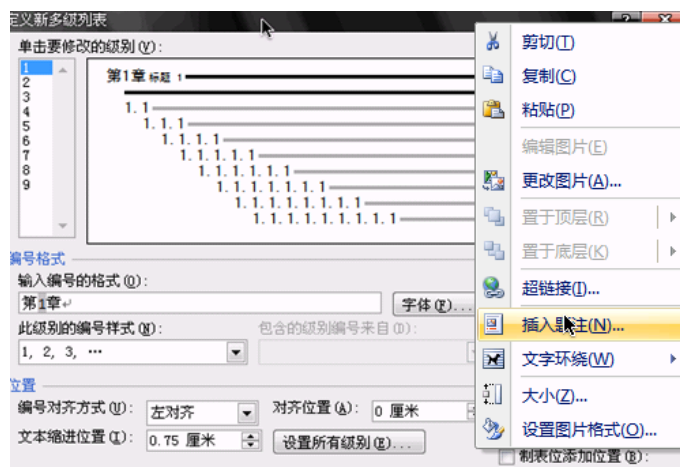 定义新多级列表
单击要修改的级别(V):
1
2
3
4
5
6
7
8
9
第1章 标题 1
1.1
1.1.1
1.1.1.1
1.1.1.1.1
1.1.1.1.1.1
1.1.1.1.1.1.1
1.1.1.1.1.1.1.1
1.1.1.1.1.1.1.1.1
编号格式
输入编号的格式(O):
第1章
字体(F)...
此级别的编号样式(N):
包含的级别编号来自(D):
1, 2, 3, …
位置
编号对齐方式(U):
左对齐
对齐位置(A):
0 厘米
文本缩进位置(I):
0.75 厘米
设置所有级别(E)...
制表位添加位置(B):
剪切(T)
复制(C)
粘贴(P)
编辑图片(E)
更改图片(A)...
置于顶层(R)
置于底层(K)
超链接(I)...
插入题注(N)...
文字环绕(W)
大小(Z)...
设置图片格式(O)...